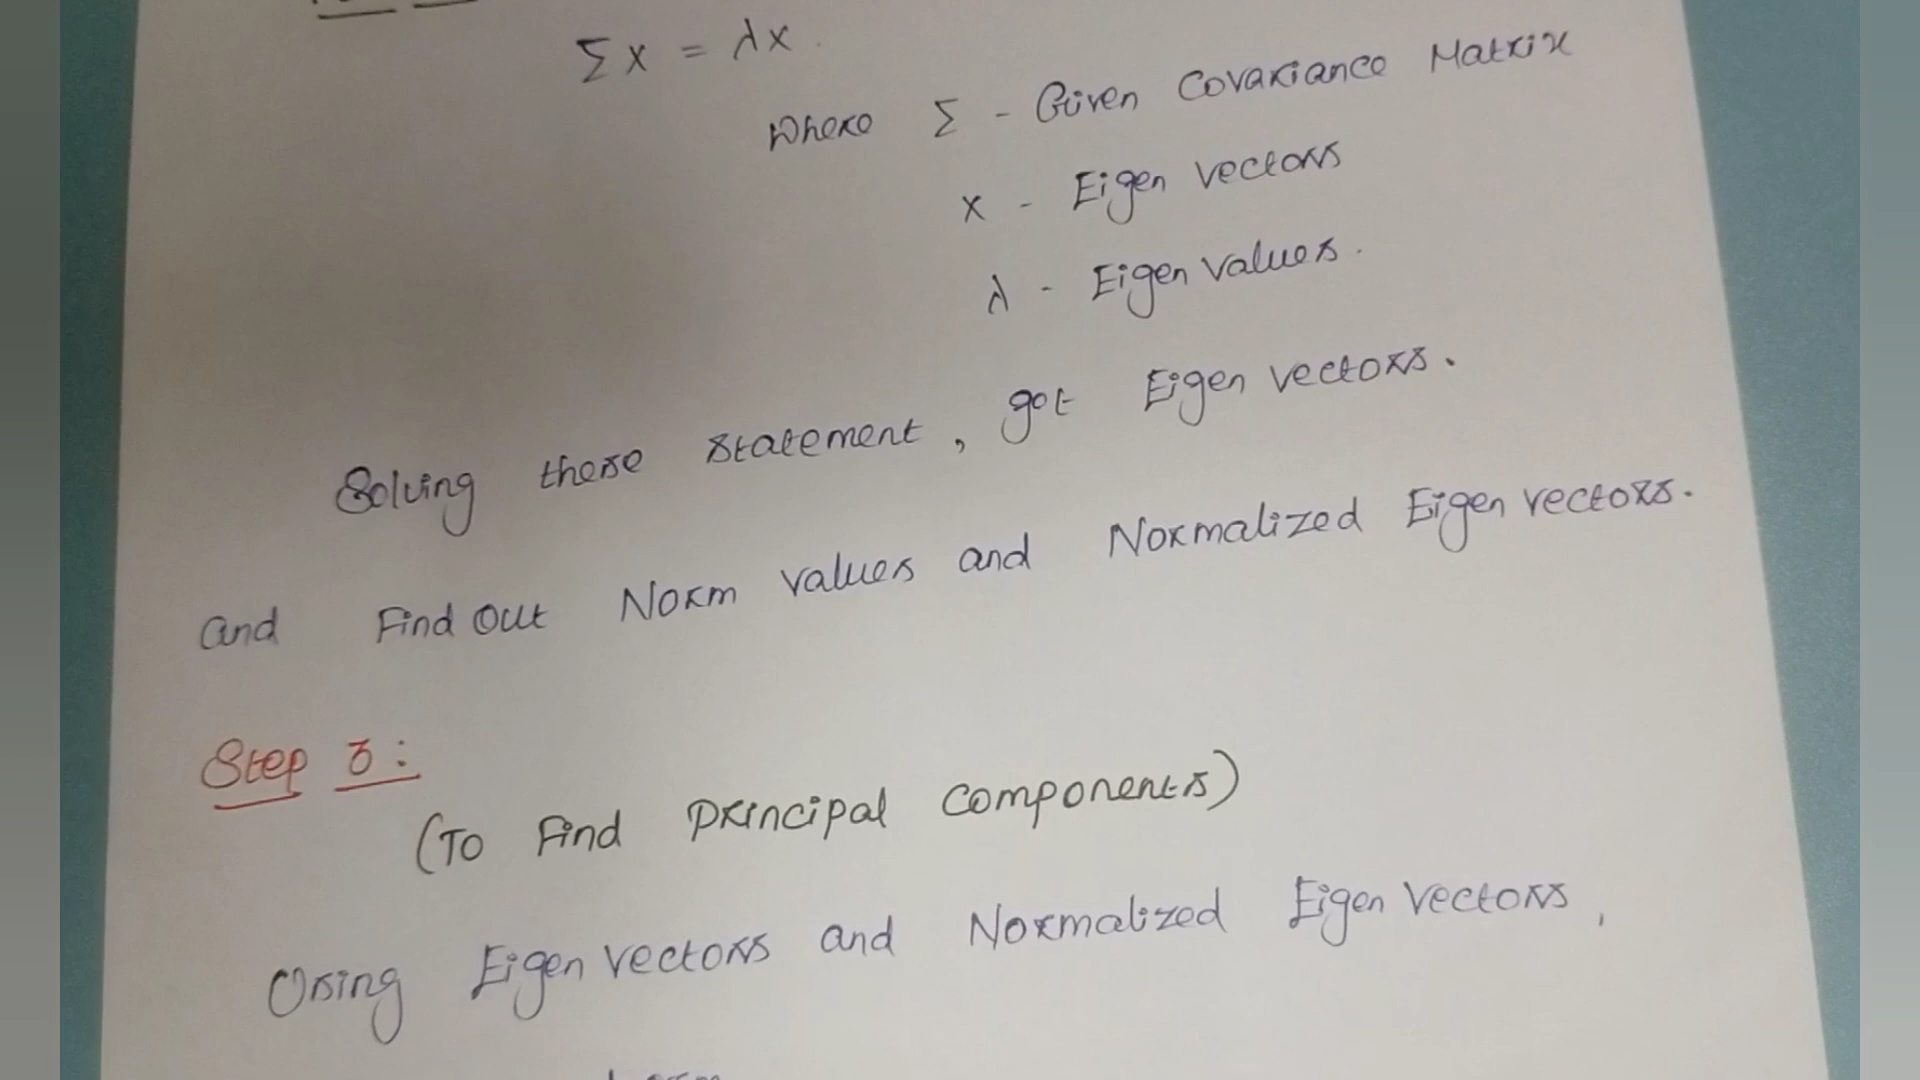 Σx = λx.
Where Σ - Given Covariance Matrix
x - Eigen vectors
λ - Eigen values.
Solving these statement, got Eigen vectors.
and Find out Norm values and Normalized Eigen vectors.
Step 3:
(To Find Principal Components)
Using Eigen vectors and Normalized Eigen vectors,